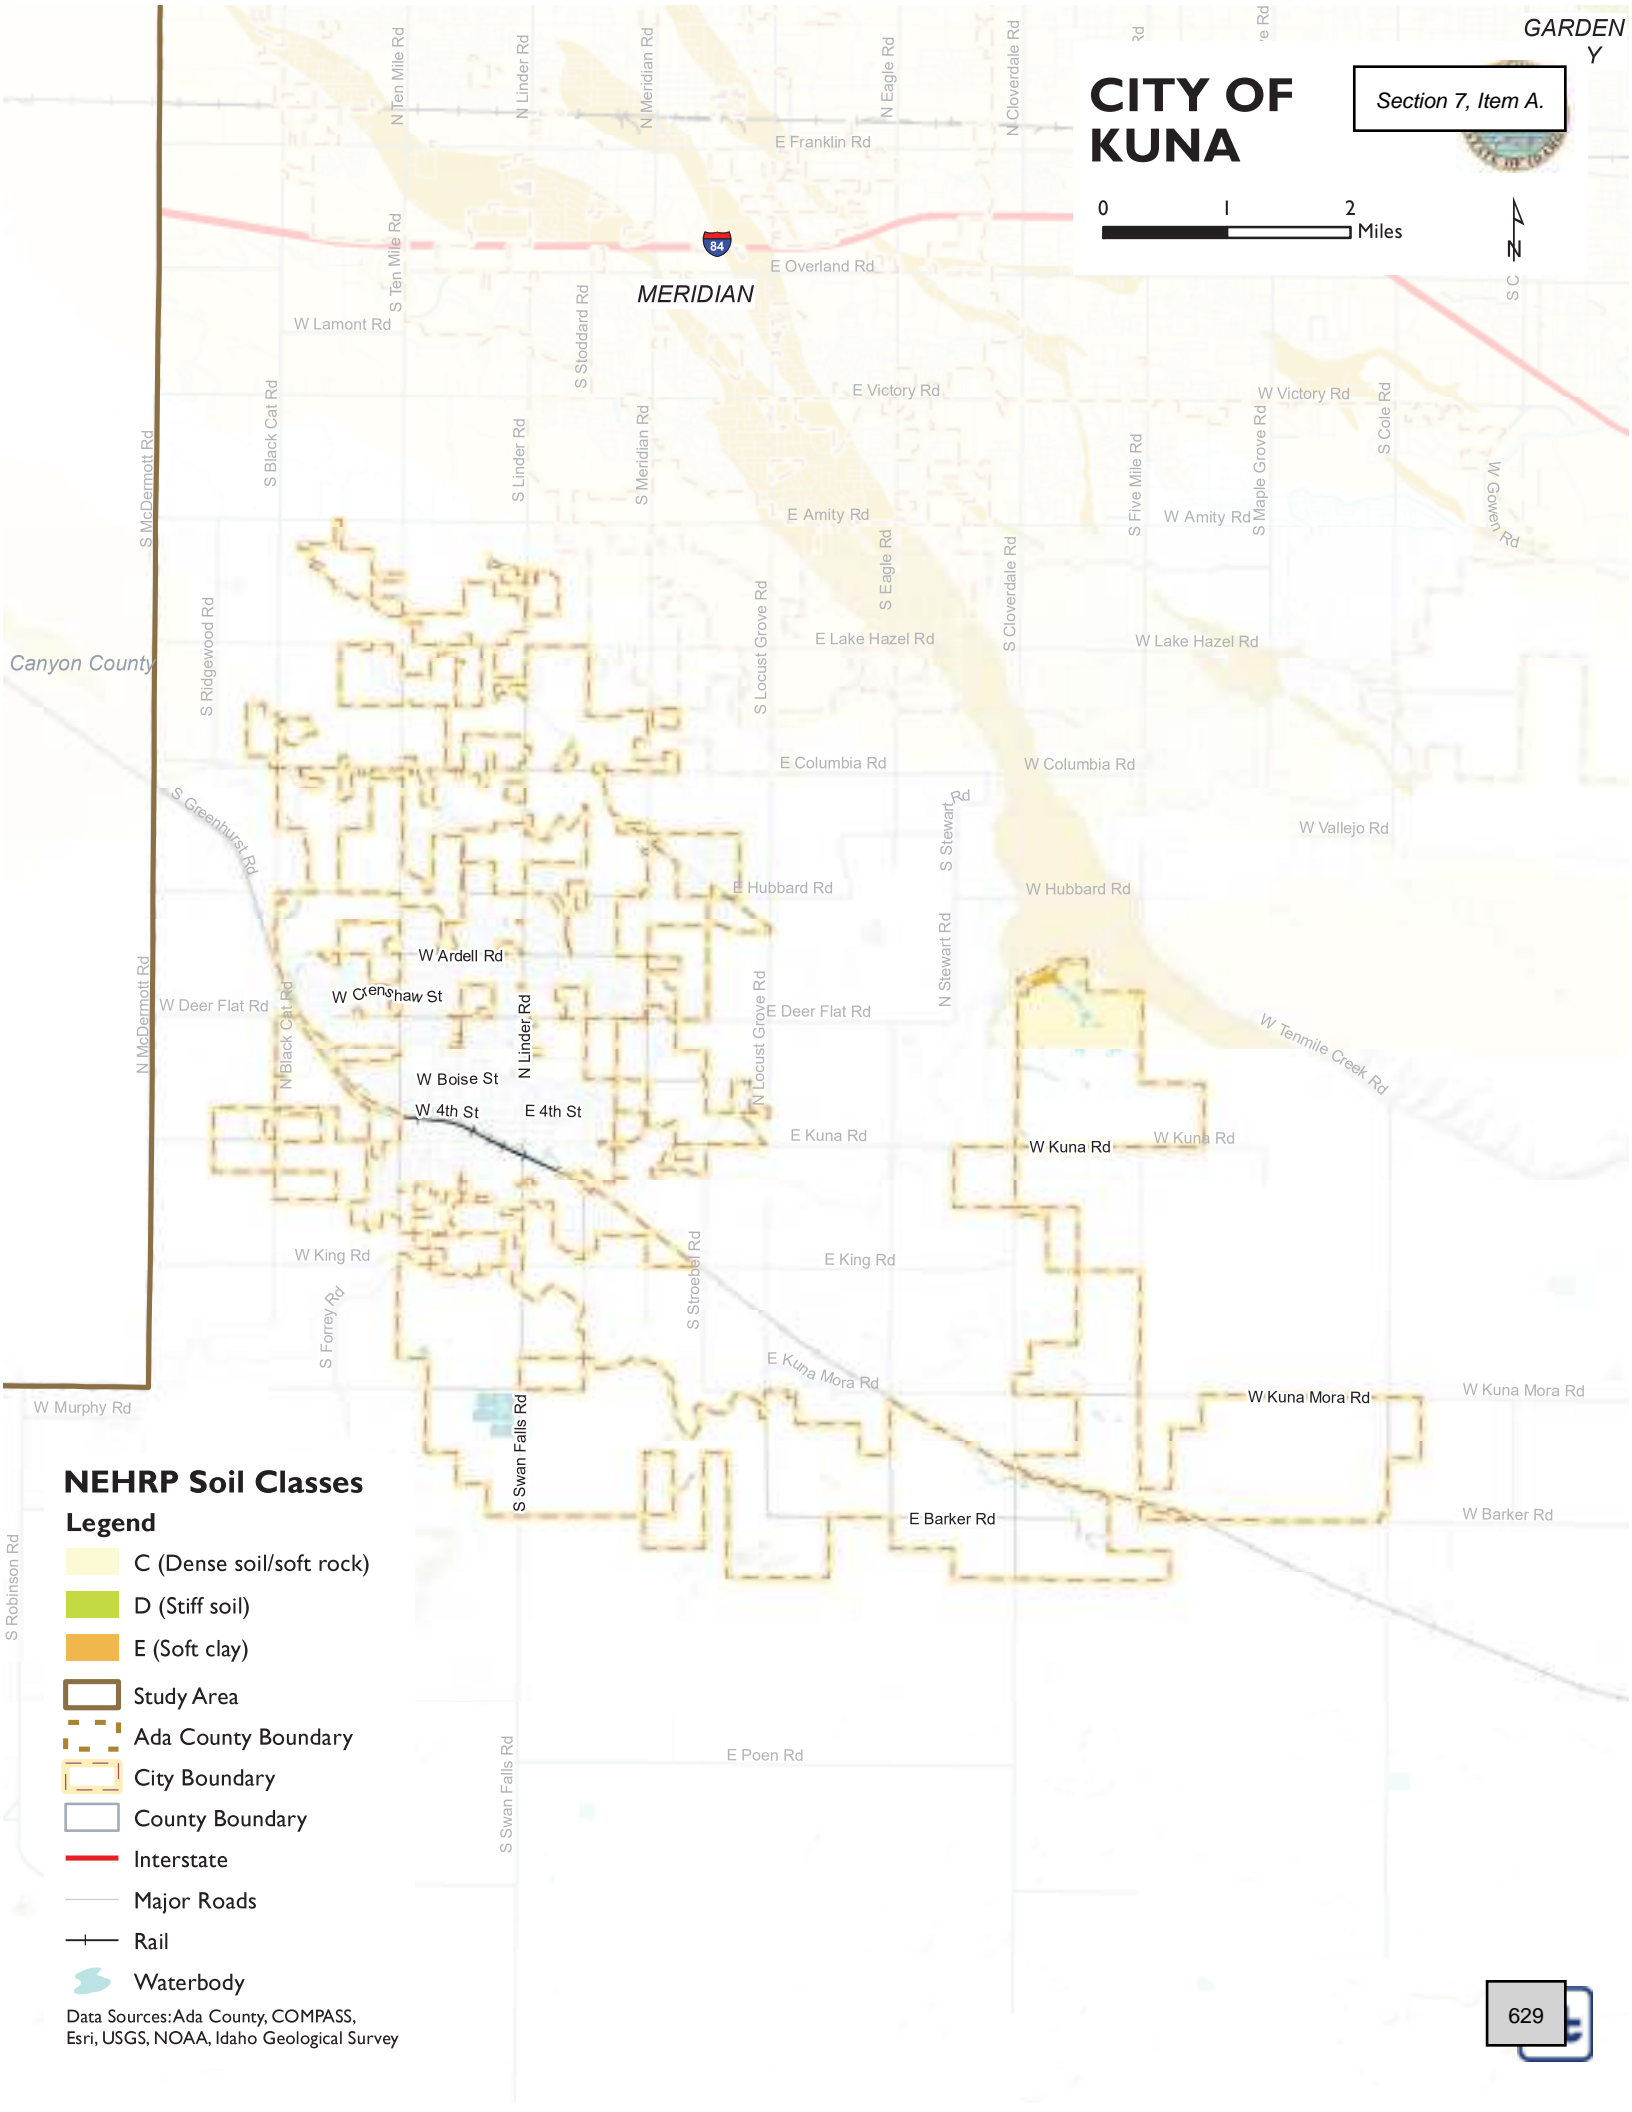 GARDEN
Y
CITY OF
KUNA
Section 7, Item A.
STATE OF IDAHO
0 1 2
Miles
N
N Ten Mile Rd
N Linder Rd
N Meridian Rd
N Eagle Rd
N Cloverdale Rd
Rd
e Rd
E Franklin Rd
S Ten Mile Rd
84
E Overland Rd
MERIDIAN
S C
W Lamont Rd
S Stoddard Rd
E Victory Rd
W Victory Rd
S Black Cat Rd
S Linder Rd
S Meridian Rd
S Cole Rd
S McDermott Rd
S Five Mile Rd
S Maple Grove Rd
W Gowen Rd
E Amity Rd
W Amity Rd
S Eagle Rd
S Cloverdale Rd
S Ridgewood Rd
S Locust Grove Rd
E Lake Hazel Rd
W Lake Hazel Rd
Canyon County
E Columbia Rd
W Columbia Rd
S Greenhurst Rd
S Stewart Rd
W Vallejo Rd
E Hubbard Rd
W Hubbard Rd
W Ardell Rd
N Stewart Rd
W Crenshaw St
N McDermott Rd
W Deer Flat Rd
N Black Cat Rd
N Linder Rd
N Locust Grove Rd
E Deer Flat Rd
W Tenmile Creek Rd
W Boise St
W 4th St
E 4th St
E Kuna Rd
W Kuna Rd
W Kuna Rd
W King Rd
S Stroebel Rd
E King Rd
S Forrey Rd
E Kuna Mora Rd
W Kuna Mora Rd
W Kuna Mora Rd
W Murphy Rd
S Swan Falls Rd
E Barker Rd
W Barker Rd
S Robinson Rd
E Poen Rd
S Swan Falls Rd
NEHRP Soil Classes
Legend
C (Dense soil/soft rock)
D (Stiff soil)
E (Soft clay)
Study Area
Ada County Boundary
City Boundary
County Boundary
Interstate
Major Roads
Rail
Waterbody
Data Sources: Ada County, COMPASS,
Esri, USGS, NOAA, Idaho Geological Survey
629